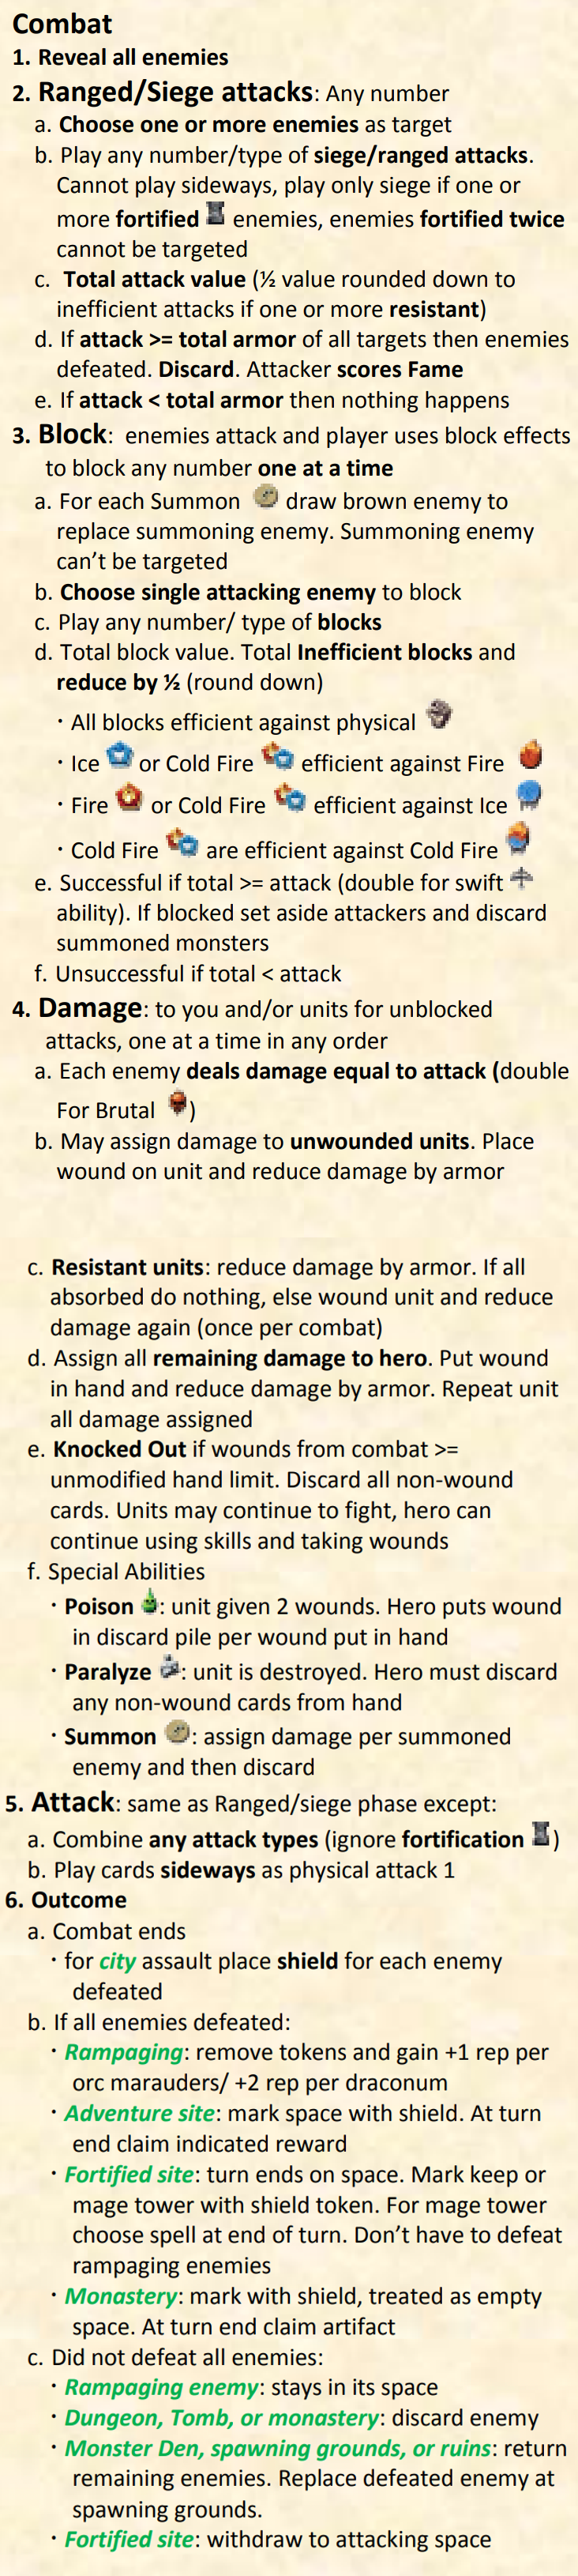 Combat
1. Reveal all enemies
2. Ranged/Siege attacks: Any number
a. Choose one or more enemies as target
b. Play any number/type of siege/ranged attacks.
Cannot play sideways, play only siege if one or
more fortified enemies, enemies fortified twice
cannot be targeted
c. Total attack value (½ value rounded down to
inefficient attacks if one or more resistant)
d. If attack >= total armor of all targets then enemies
defeated. Discard. Attacker scores Fame
e. If attack < total armor then nothing happens
3. Block: enemies attack and player uses block effects
to block any number one at a time
a. For each Summon draw brown enemy to
replace summoning enemy. Summoning enemy
can't be targeted
b. Choose single attacking enemy to block
c. Play any number/ type of blocks
d. Total block value. Total Inefficient blocks and
reduce by ½ (round down)
· All blocks efficient against physical
· Ice or Cold Fire efficient against Fire
· Fire or Cold Fire efficient against Ice
· Cold Fire are efficient against Cold Fire
e. Successful if total >= attack (double for swift
ability). If blocked set aside attackers and discard
summoned monsters
f. Unsuccessful if total < attack
4. Damage: to you and/or units for unblocked
attacks, one at a time in any order
a. Each enemy deals damage equal to attack (double
For Brutal )
b. May assign damage to unwounded units. Place
wound on unit and reduce damage by armor
c. Resistant units: reduce damage by armor. If all
absorbed do nothing, else wound unit and reduce
damage again (once per combat)
d. Assign all remaining damage to hero. Put wound
in hand and reduce damage by armor. Repeat unit
all damage assigned
e. Knocked Out if wounds from combat >=
unmodified hand limit. Discard all non-wound
cards. Units may continue to fight, hero can
continue using skills and taking wounds
f. Special Abilities
· Poison : unit given 2 wounds. Hero puts wound
in discard pile per wound put in hand
· Paralyze : unit is destroyed. Hero must discard
any non-wound cards from hand
· Summon : assign damage per summoned
enemy and then discard
5. Attack: same as Ranged/siege phase except:
a. Combine any attack types (ignore fortification )
b. Play cards sideways as physical attack 1
6. Outcome
a. Combat ends
· for city assault place shield for each enemy
defeated
b. If all enemies defeated:
· Rampaging: remove tokens and gain +1 rep per
orc marauders/ +2 rep per draconum
· Adventure site: mark space with shield. At turn
end claim indicated reward
· Fortified site: turn ends on space. Mark keep or
mage tower with shield token. For mage tower
choose spell at end of turn. Don't have to defeat
rampaging enemies
· Monastery: mark with shield, treated as empty
space. At turn end claim artifact
c. Did not defeat all enemies:
· Rampaging enemy: stays in its space
· Dungeon, Tomb, or monastery: discard enemy
· Monster Den, spawning grounds, or ruins: return
remaining enemies. Replace defeated enemy at
spawning grounds.
· Fortified site: withdraw to attacking space